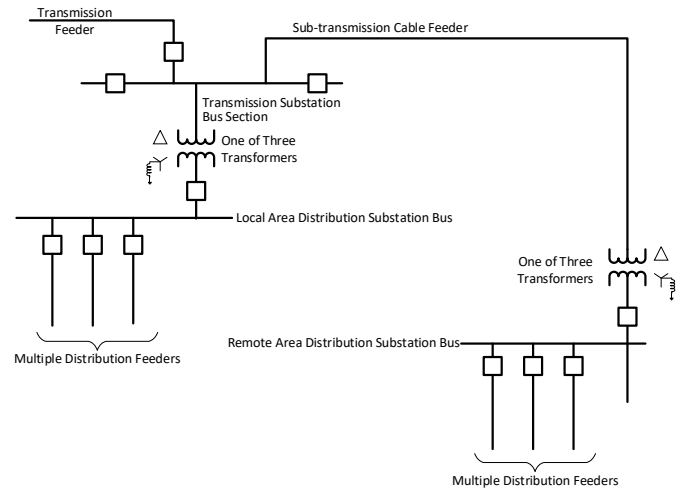 Transmission
Feeder
Sub-transmission Cable Feeder
Transmission Substation
Bus Section
One of Three
Transformers
Local Area Distribution Substation Bus
One of Three
Transformers
Remote Area Distribution Substation Bus
Multiple Distribution Feeders
Multiple Distribution Feeders